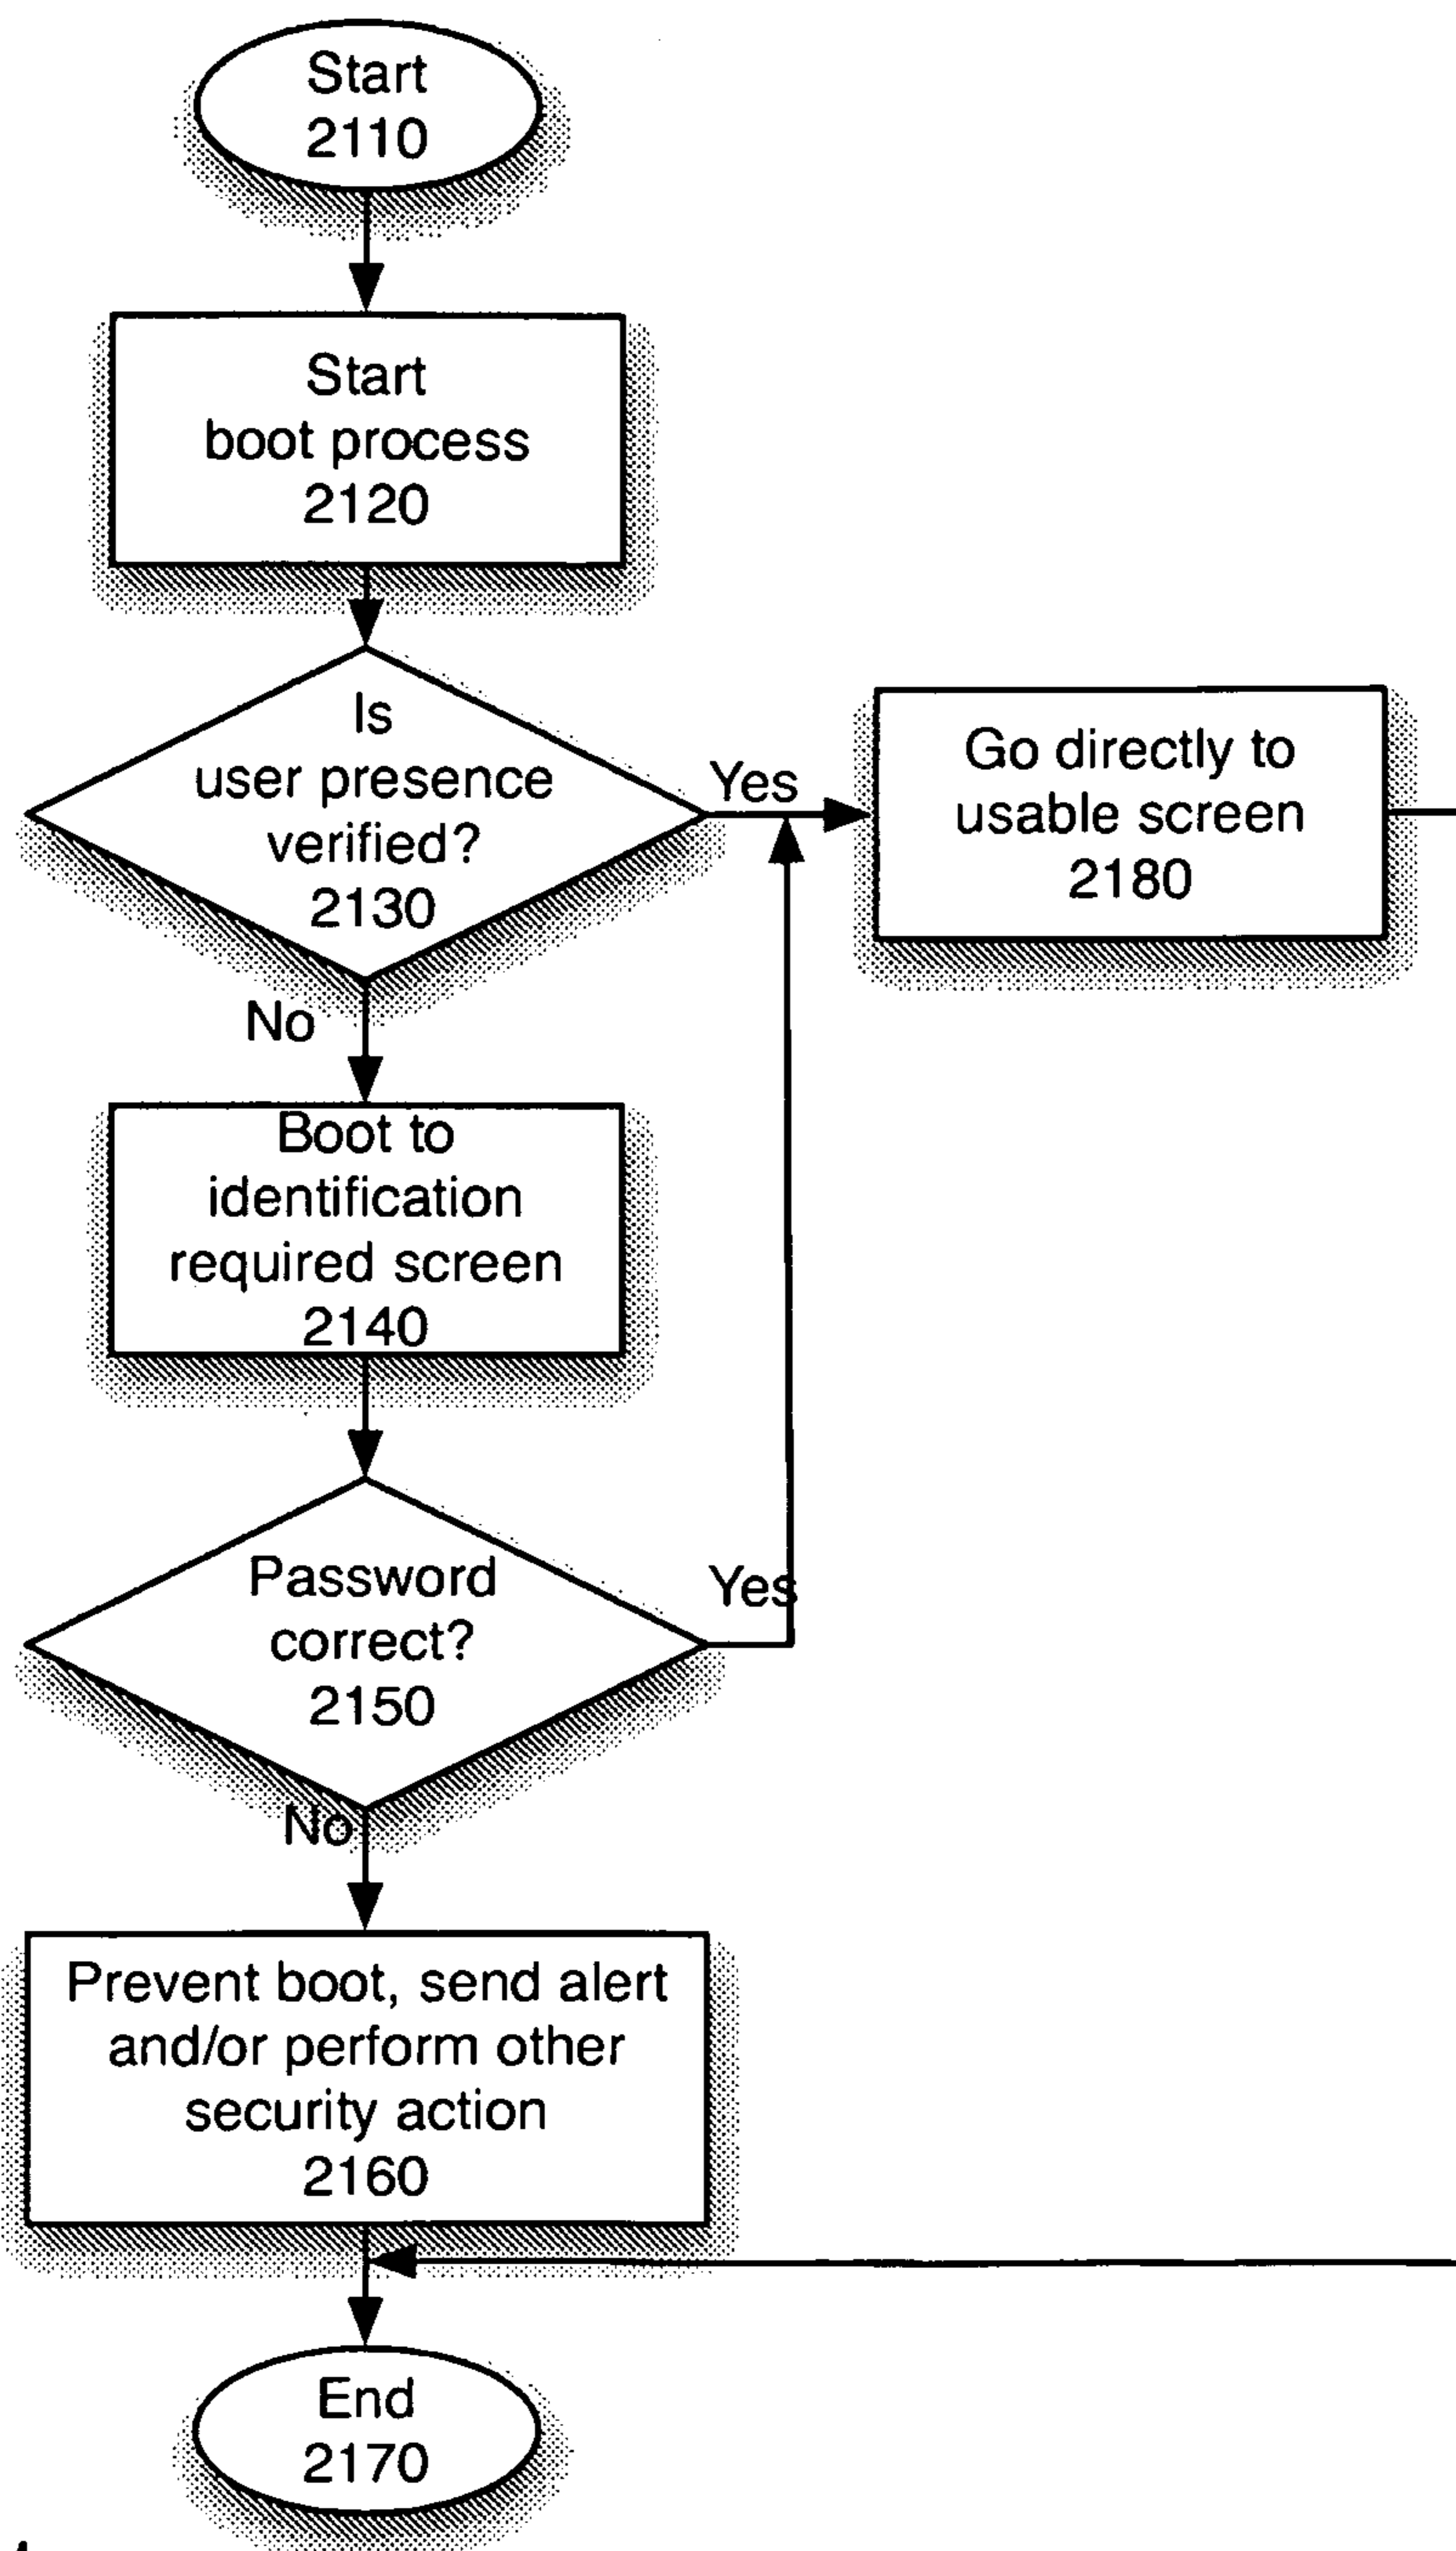 Start
2110
Start
boot process
2120
Is
user presence
verified?
2130
Yes
Go directly to
usable screen
2180
No
Boot to
identification
required screen
2140
Password
correct?
2150
Yes
No
Prevent boot, send alert
and/or perform other
security action
2160
End
2170